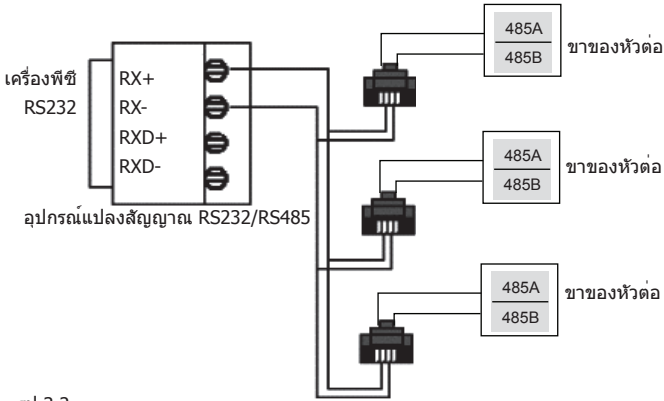 เครื่องพีซี
RS232
RX+
RX-
RXD+
RXD-
อุปกรณ์แปลงสัญญาณ RS232/RS485
485A
485B
ขาของหัวต่อ
485A
485B
ขาของหัวต่อ
485A
485B
ขาของหัวต่อ